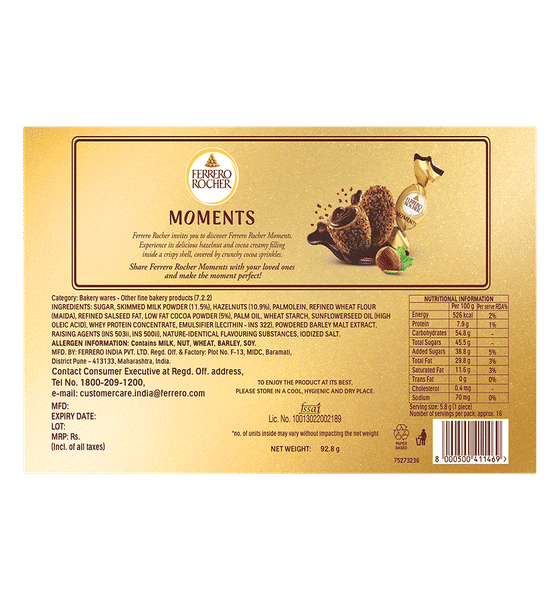 FERRERO
ROCHER
MOMENTS
Ferrero Rocher invites you to discover Ferrero Rocher Moments.
Experience its delicious hazelnut and cocoa creamy filling
inside a crispy shell, covered by crunchy cocoa sprinkles.
Share Ferrero Rocher Moments with your loved ones
and make the moment perfect!
FERRERO
ROCHER
MOMENTS
Category: Bakery wares - Other fine bakery products (7.2.2)
INGREDIENTS: SUGAR, SKIMMED MILK POWDER (11.5%), HAZELNUTS (10.9%), PALMOLEIN, REFINED WHEAT FLOUR
(MAIDA), REFINED SALSEED FAT, LOW FAT COCOA POWDER (5%), PALM OIL, WHEAT STARCH, SUNFLOWERSEED OIL (HIGH
OLEIC ACID), WHEY PROTEIN CONCENTRATE, EMULSIFIER (LECITHIN - INS 322), POWDERED BARLEY MALT EXTRACT,
RAISING AGENTS (INS 503ii, INS 500ii), NATURE-IDENTICAL FLAVOURING SUBSTANCES, IODIZED SALT.
ALLERGEN INFORMATION: Contains MILK, NUT, WHEAT, BARLEY, SOY.
MFD. BY: FERRERO INDIA PVT. LTD. Regd. Off. & Factory: Plot No. F-13, MIDC, Baramati,
District Pune – 413133, Maharashtra, India.
Contact Consumer Executive at Regd. Off. address,
Tel No. 1800-209-1200,
e-mail: customercare.india@ferrero.com
MFD:
EXPIRY DATE:
LOT:
MRP: Rs.
(Incl. of all taxes)
TO ENJOY THE PRODUCT AT ITS BEST,
PLEASE STORE IN A COOL, HYGIENIC AND DRY PLACE.
fssai
Lic. No. 10013022002189
*no. of units inside may vary without impacting the net weight
NET WEIGHT: 92.8 g
NUTRITIONAL INFORMATION
Per 100 g Per serve RDA%
Energy 526 kcal 2%
Protein 7.9 g 1%
Carbohydrates 54.8 g -
Total Sugars 45.5 g -
Added Sugars 38.8 g 5%
Total Fat 29.8 g 3%
Saturated Fat 11.6 g 3%
Trans Fat 0 g 0%
Cholesterol 0.4 mg -
Sodium 70 mg 0%
Serving size: 5.8 g (1 piece)
Number of servings per pack: approx. 16
PAPER
BASED
75273236
8 000500 411469 >